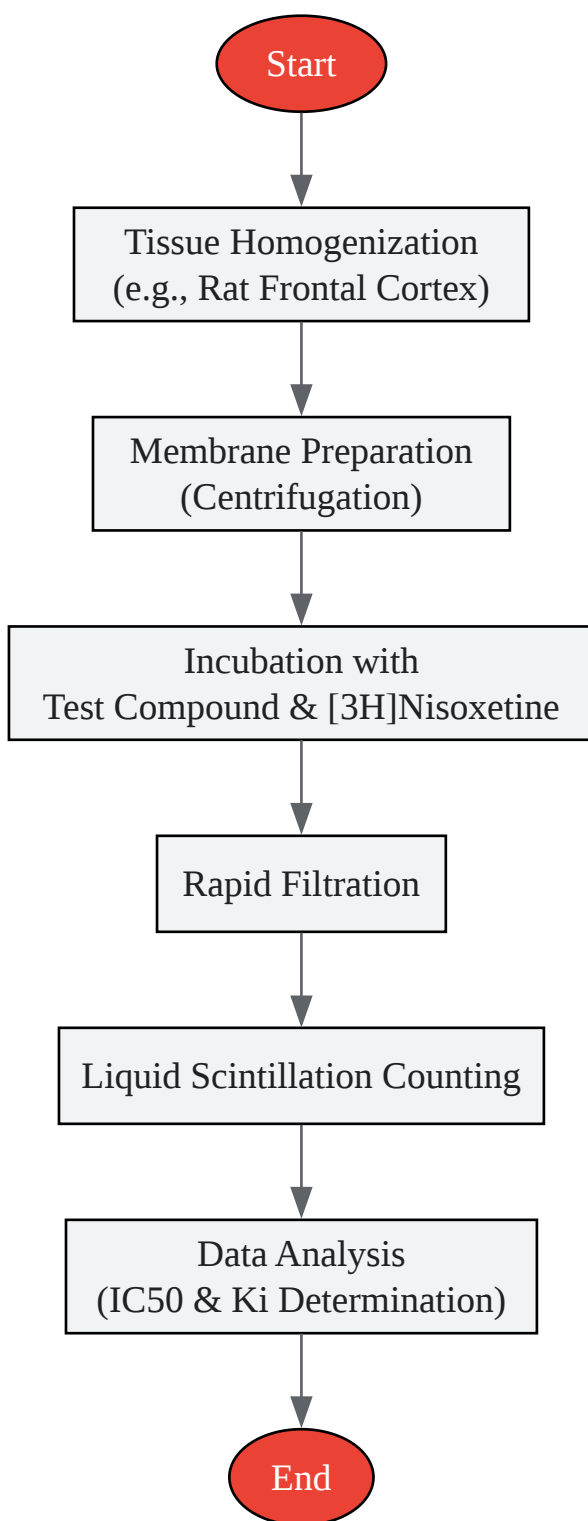 Start
Tissue Homogenization
(e.g., Rat Frontal Cortex)
Membrane Preparation
(Centrifugation)
Incubation with
Test Compound & [3H]Nisoxetine
Rapid Filtration
Liquid Scintillation Counting
Data Analysis
(IC50 & Ki Determination)
End